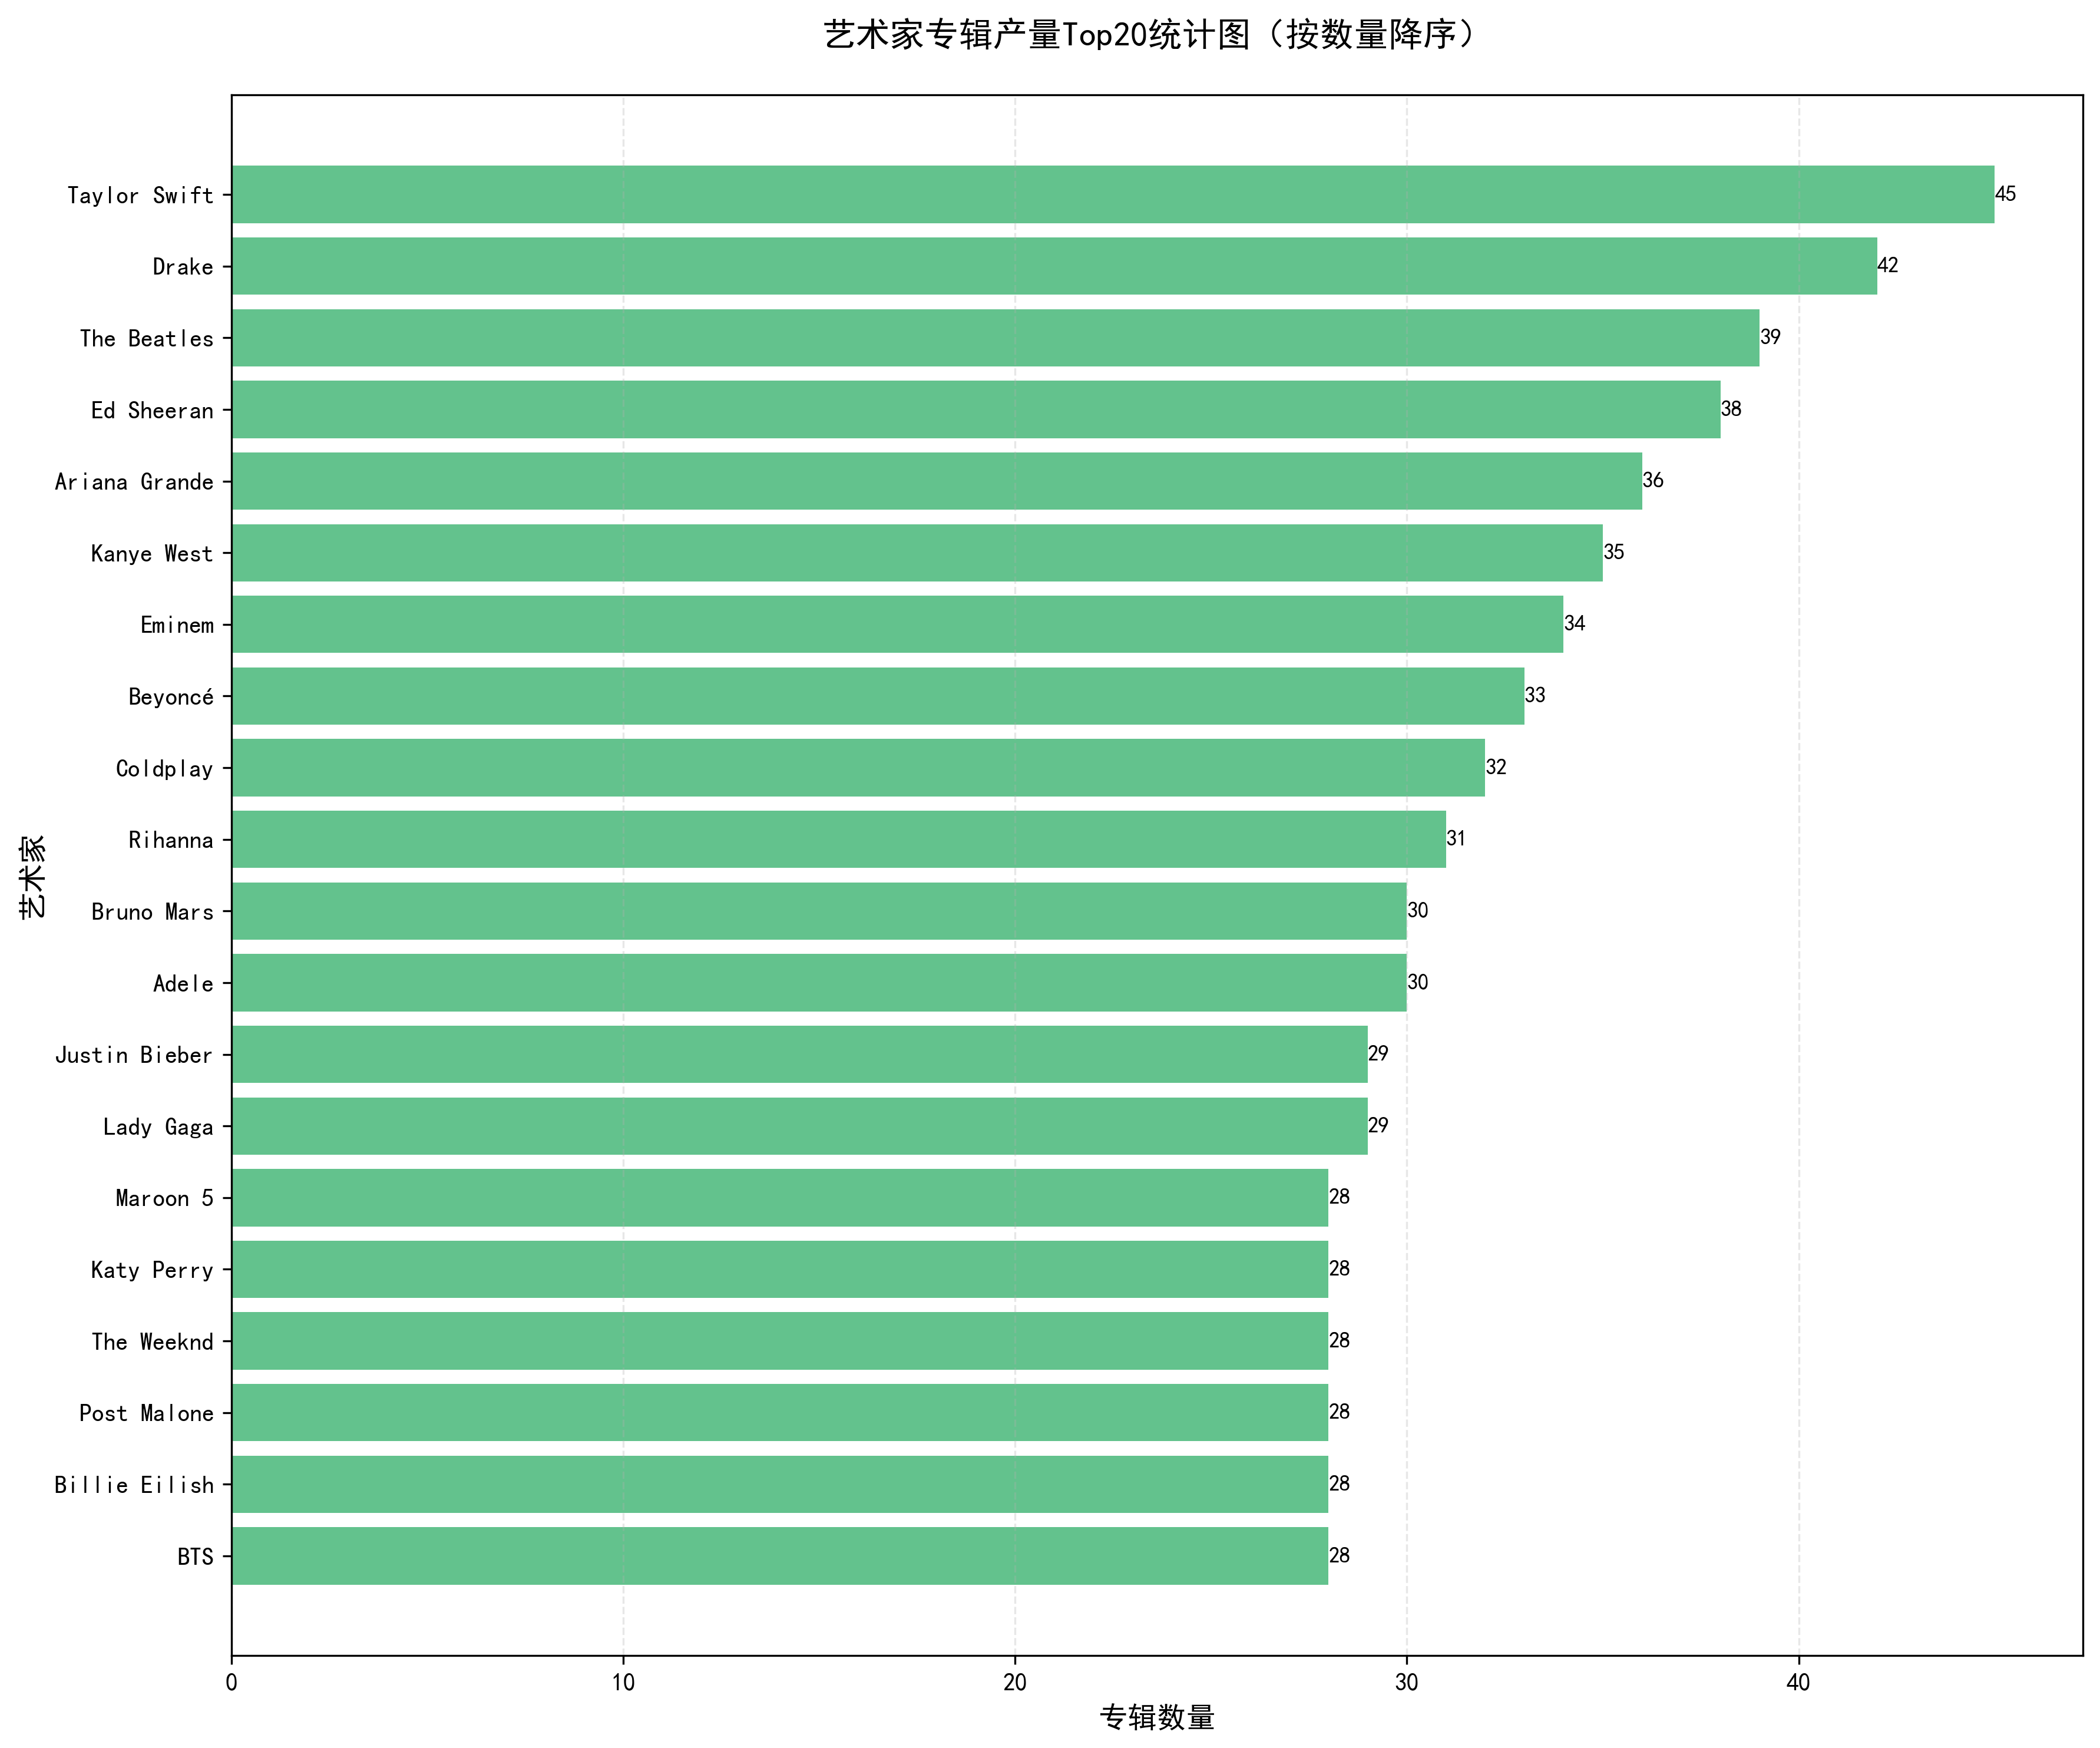 艺术家专辑产量Top20统计图（按数量降序）
艺术家
Taylor Swift 45
Drake 42
The Beatles 39
Ed Sheeran 38
Ariana Grande 36
Kanye West 35
Eminem 34
Beyoncé 33
Coldplay 32
Rihanna 31
Bruno Mars 30
Adele 30
Justin Bieber 29
Lady Gaga 29
Maroon 5 28
Katy Perry 28
The Weeknd 28
Post Malone 28
Billie Eilish 28
BTS 28
0 10 20 30 40
专辑数量